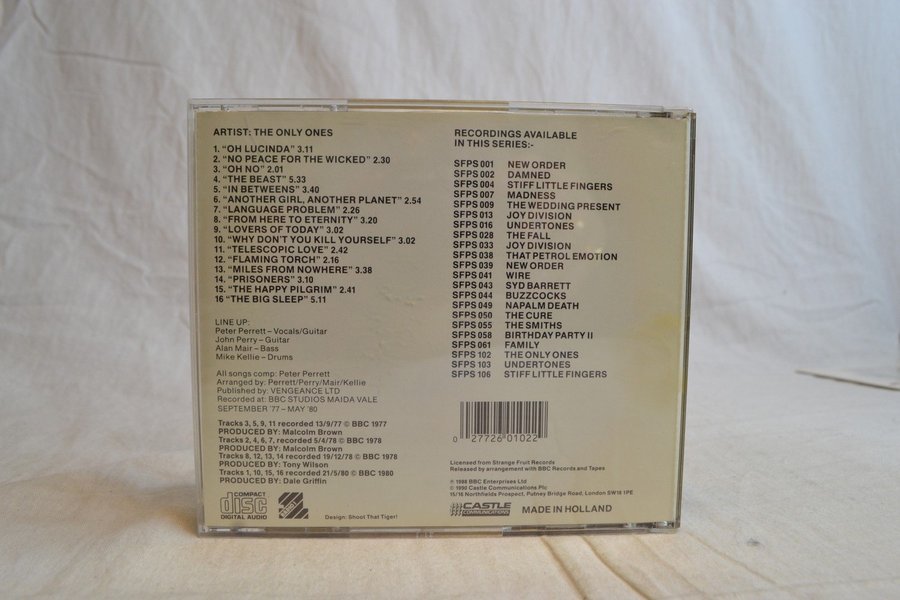 ARTIST: THE ONLY ONES
1. "OH LUCINDA" 3.11
2. "NO PEACE FOR THE WICKED" 2.30
3. "OH NO" 2.01
4. "THE BEAST" 5.33
5. "IN BETWEENS" 3.40
6. "ANOTHER GIRL, ANOTHER PLANET" 2.54
7. "LANGUAGE PROBLEM" 2.26
8. "FROM HERE TO ETERNITY" 3.20
9. "LOVERS OF TODAY" 3.02
10. "WHY DON'T YOU KILL YOURSELF" 3.02
11. "TELESCOPIC LOVE" 2.42
12. "FLAMING TORCH" 2.16
13. "MILES FROM NOWHERE" 3.38
14. "PRISONERS" 3.10
15. "THE HAPPY PILGRIM" 2.41
16 "THE BIG SLEEP" 5.11
LINE UP:
Peter Perrett – Vocals/Guitar
John Perry – Guitar
Alan Mair – Bass
Mike Kellie – Drums
All songs comp: Peter Perrett
Arranged by: Perrett/Perry/Mair/Kellie
Published by: VENGEANCE LTD
Recorded at: BBC STUDIOS MAIDA VALE
SEPTEMBER '77 – MAY '80
Tracks 3, 5, 9, 11 recorded 13/9/77 © BBC 1977
PRODUCED BY: Malcolm Brown
Tracks 2, 4, 6, 7, recorded 5/4/78 © BBC 1978
PRODUCED BY: Malcolm Brown
Tracks 8, 12, 13, 14 recorded 19/12/78 © BBC 1978
PRODUCED BY: Tony Wilson
Tracks 1, 10, 15, 16 recorded 21/5/80 © BBC 1980
PRODUCED BY: Dale Griffin
COMPACT
disc
DIGITAL AUDIO
Design: Shoot That Tiger!
RECORDINGS AVAILABLE
IN THIS SERIES:-
SFPS 001 NEW ORDER
SFPS 002 DAMNED
SFPS 004 STIFF LITTLE FINGERS
SFPS 007 MADNESS
SFPS 009 THE WEDDING PRESENT
SFPS 013 JOY DIVISION
SFPS 016 UNDERTONES
SFPS 028 THE FALL
SFPS 033 JOY DIVISION
SFPS 038 THAT PETROL EMOTION
SFPS 039 NEW ORDER
SFPS 041 WIRE
SFPS 043 SYD BARRETT
SFPS 044 BUZZCOCKS
SFPS 049 NAPALM DEATH
SFPS 050 THE CURE
SFPS 055 THE SMITHS
SFPS 058 BIRTHDAY PARTY II
SFPS 061 FAMILY
SFPS 102 THE ONLY ONES
SFPS 103 UNDERTONES
SFPS 106 STIFF LITTLE FINGERS
0 27726 01022
Licensed from Strange Fruit Records
Released by arrangement with BBC Records and Tapes
℗ 1988 BBC Enterprises Ltd
© 1990 Castle Communications Plc
15/16 Northfields Prospect, Putney Bridge Road, London SW18 1PE
CASTLE
COMMUNICATIONS
MADE IN HOLLAND